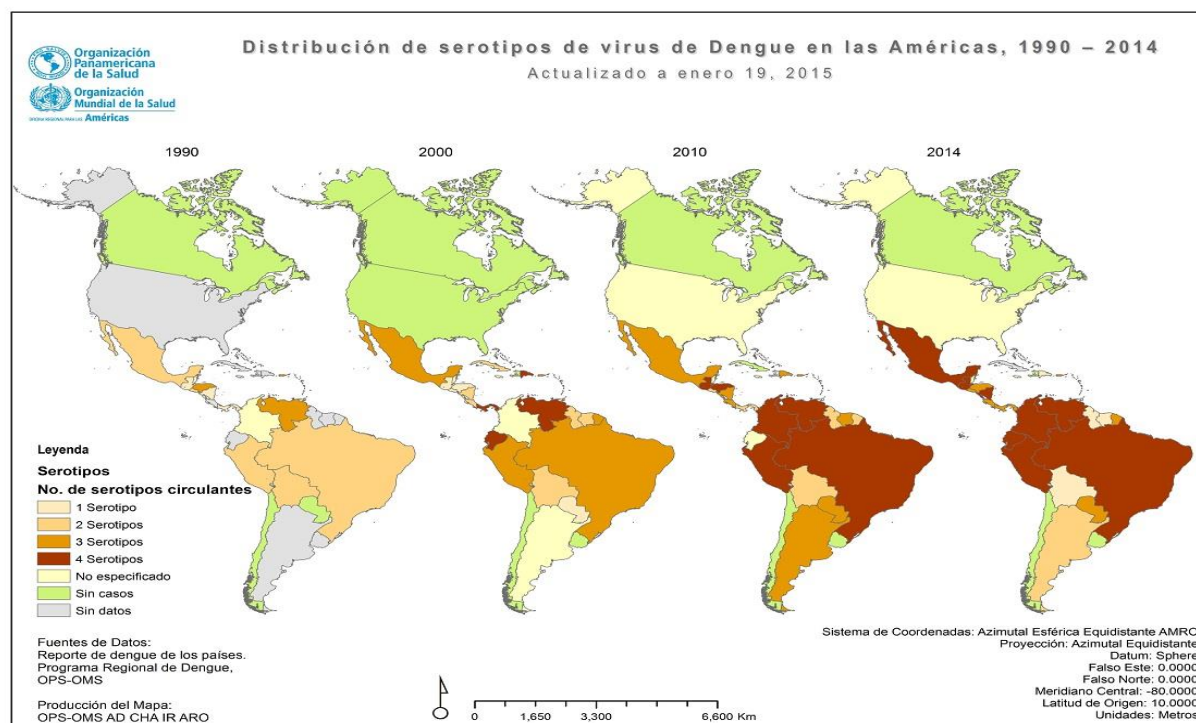 Organización
Panamericana
de la Salud
Organización
Mundial de la Salud
OFICINA REGIONAL PARA LAS Américas
Distribución de serotipos de virus de Dengue en las Américas, 1990 – 2014
Actualizado a enero 19, 2015
1990
2000
2010
2014
Leyenda
Serotipos
No. de serotipos circulantes
1 Serotipo
2 Serotipos
3 Serotipos
4 Serotipos
No especificado
Sin casos
Sin datos
Fuentes de Datos:
Reporte de dengue de los países.
Programa Regional de Dengue,
OPS-OMS
Producción del Mapa:
OPS-OMS AD CHA IR ARO
0 1,650 3,300 6,600 Km
Sistema de Coordenadas: Azimutal Esférica Equidistante AMRO
Proyección: Azimutal Equidistante
Datum: Sphere
Falso Este: 0.0000
Falso Norte: 0.0000
Meridiano Central: -80.0000
Latitud de Origen: 10.0000
Unidades: Metros